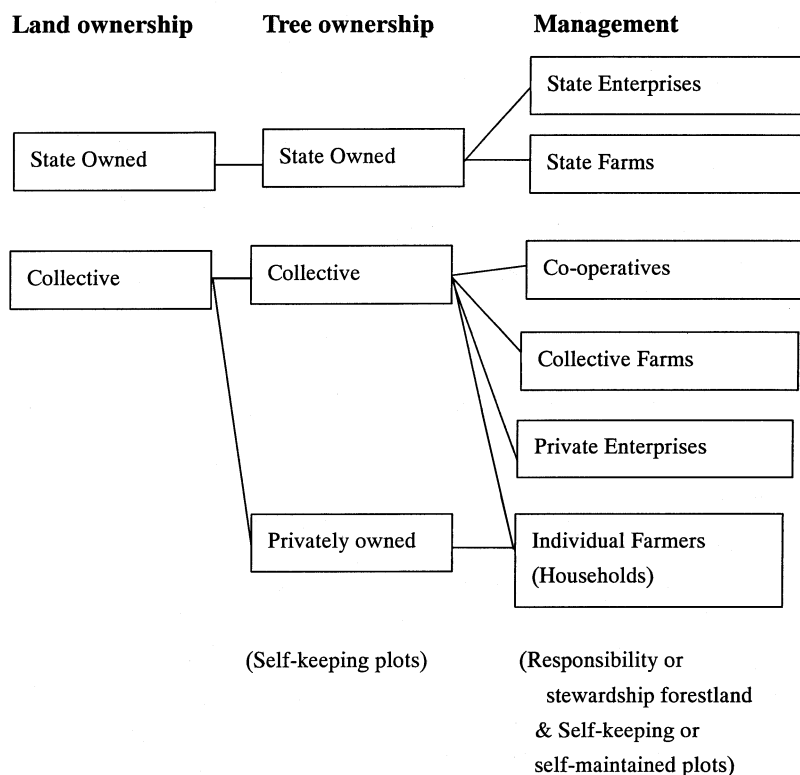 Land ownership
Tree ownership
Management
State Enterprises
State Owned
State Owned
State Farms
Collective
Collective
Co-operatives
Collective Farms
Private Enterprises
Privately owned
Individual Farmers
(Households)
(Self-keeping plots)
(Responsibility or
stewardship forestland
& Self-keeping or
self-maintained plots)